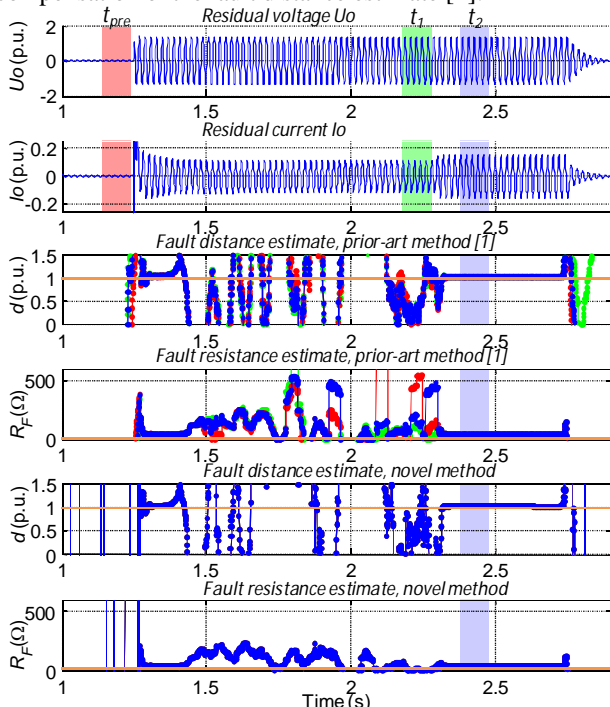 t_pre
Residual voltage Uo
t_1
t_2
Uo (p.u.)
2
0
-2
1
1.5
2
2.5
Residual current Io
Io (p.u.)
0.2
0
-0.2
1
1.5
2
2.5
Fault distance estimate, prior-art method [1]
d (p.u.)
1.5
1
0.5
0
1
1.5
2
2.5
Fault resistance estimate, prior-art method [1]
R_F(Ω)
500
0
1
1.5
2
2.5
Fault distance estimate, novel method
d (p.u.)
1.5
1
0.5
0
1
1.5
2
2.5
Fault resistance estimate, novel method
R_F(Ω)
500
0
1
1.5
2
2.5
Time (s)